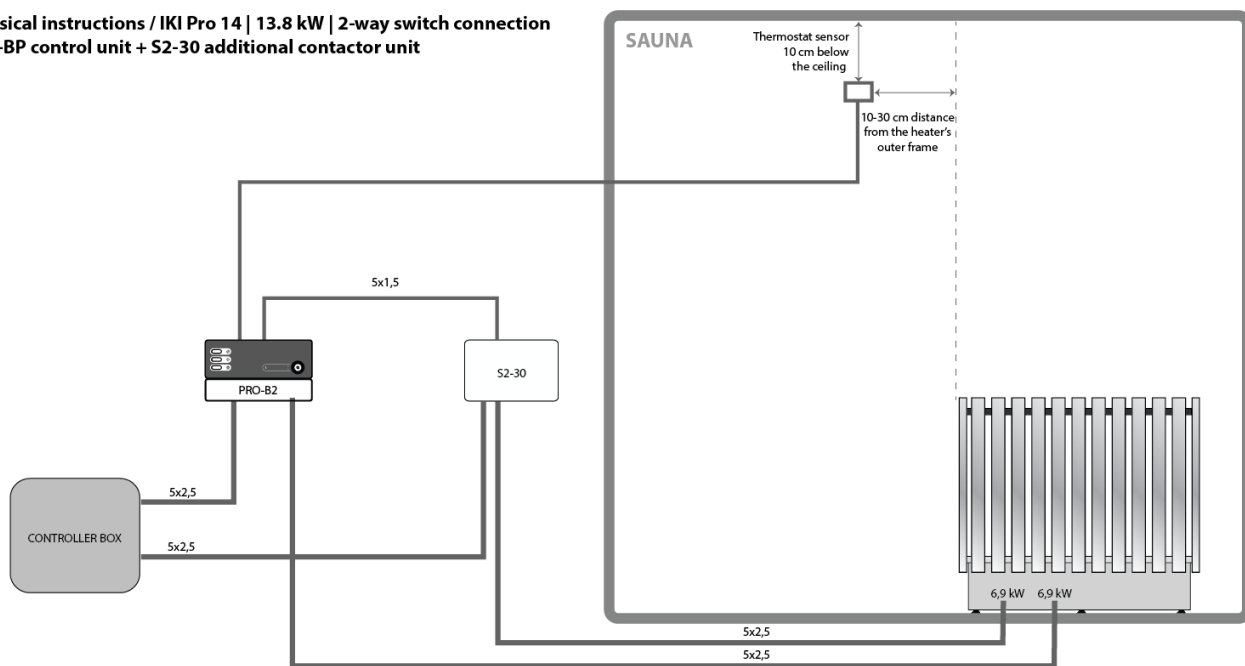 sical instructions / IKI Pro 14 | 13.8 kW | 2-way switch connection
-BP control unit + S2-30 additional contactor unit
SAUNA
Thermostat sensor
10 cm below
the ceiling
10-30 cm distance
from the heater's
outer frame
5x1,5
PRO-B2
S2-30
5x2,5
CONTROLLER BOX
5x2,5
6,9 kW
6,9 kW
5x2,5
5x2,5